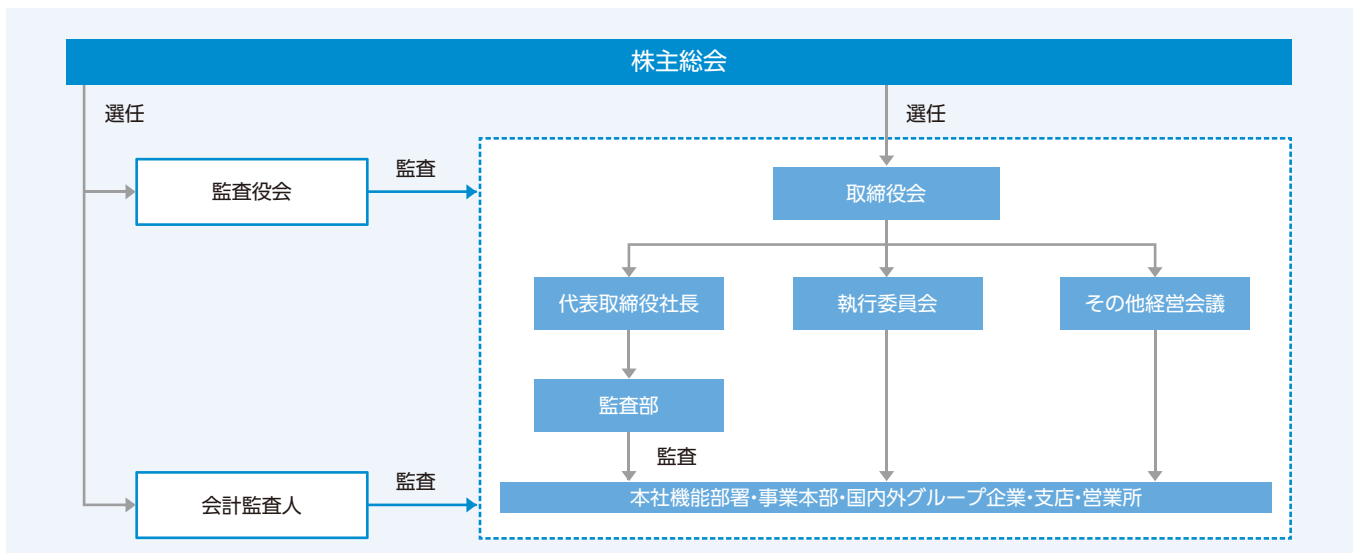 株主総会
選任
選任
監査役会
監査
取締役会
代表取締役社長
執行委員会
その他経営会議
監査部
監査
会計監査人
監査
本社機能部署・事業本部・国内外グループ企業・支店・営業所